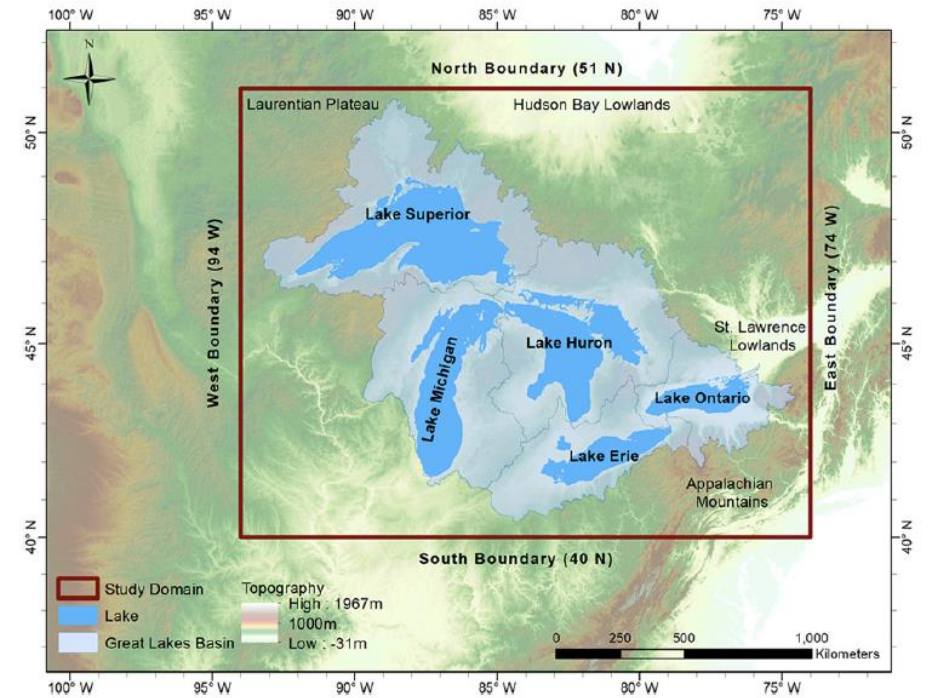 100° W 95° W 90° W 85° W 80° W 75° W
N
North Boundary (51 N)
Laurentian Plateau
Hudson Bay Lowlands
50° N
50° N
Lake Superior
West Boundary (94 W)
East Boundary (74 W)
45° N
45° N
St. Lawrence
Lowlands
Lake Huron
Lake Michigan
Lake Ontario
Lake Erie
Appalachian
Mountains
40° N
40° N
South Boundary (40 N)
Study Domain
Lake
Great Lakes Basin
Topography
High : 1967m
1000m
Low : -31m
0 250 500 1,000
Kilometers
100° W 95° W 90° W 85° W 80° W 75° W